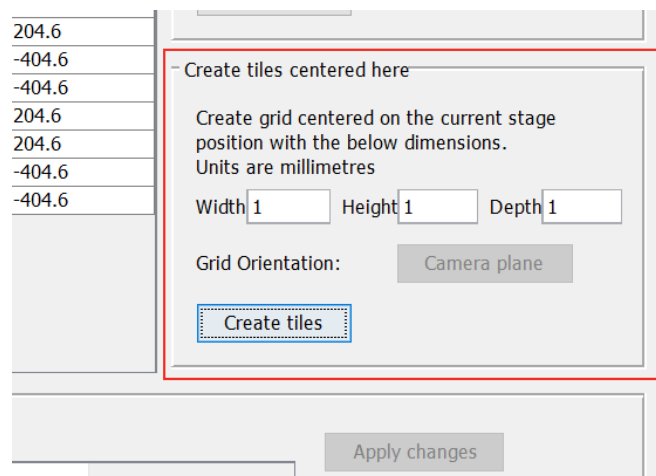 204.6
-404.6
-404.6
204.6
204.6
-404.6
-404.6
Create tiles centered here
Create grid centered on the current stage
position with the below dimensions.
Units are millimetres
Width 1 Height 1 Depth 1
Grid Orientation: Camera plane
Create tiles
Apply changes